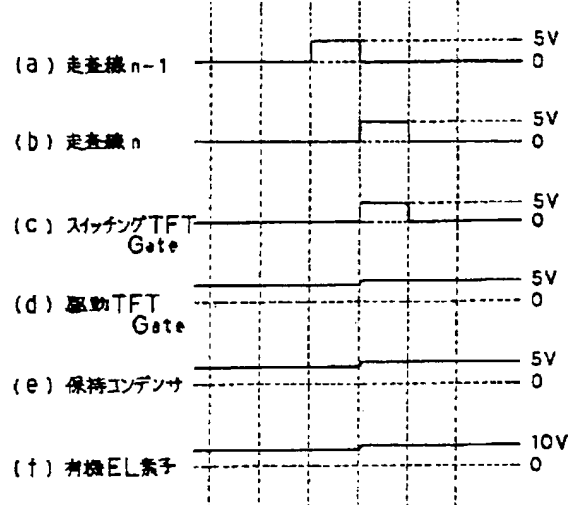 (a) 走査線 n-1
5V
0
(b) 走査線 n
5V
0
(c) スイッチングTFT
Gate
5V
0
(d) 駆動TFT
Gate
5V
0
(e) 保持コンデンサ
5V
0
(f) 有機EL素子
10V
0